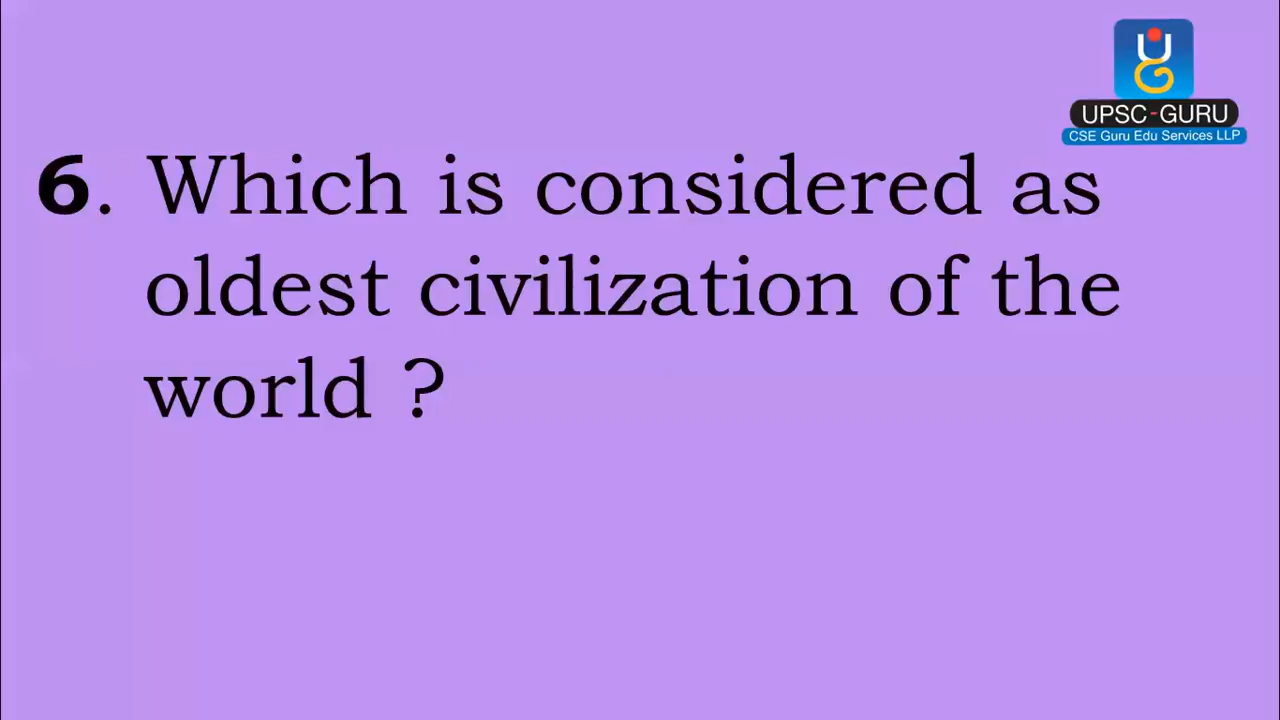 UPSC-GURU
CSE Guru Edu Services LLP
6. Which is considered as
oldest civilization of the
world ?